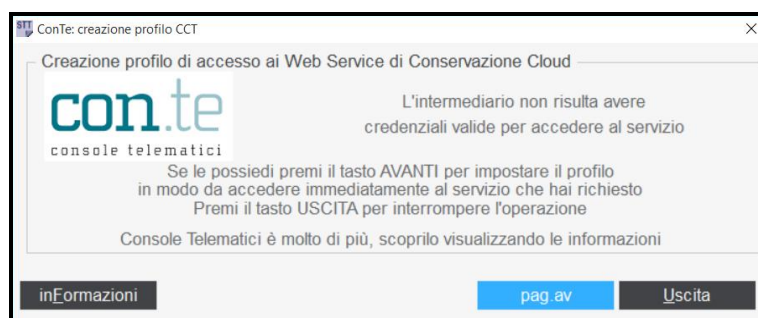 STT ConTe: creazione profilo CCT
Creazione profilo di accesso ai Web Service di Conservazione Cloud
con.te
console telematici
L'intermediario non risulta avere
credenziali valide per accedere al servizio
Se le possiedi premi il tasto AVANTI per impostare il profilo
in modo da accedere immediatamente al servizio che hai richiesto
Premi il tasto USCITA per interrompere l'operazione
Console Telematici è molto di più, scoprilo visualizzando le informazioni
inFormazioni
pag.av
Uscita